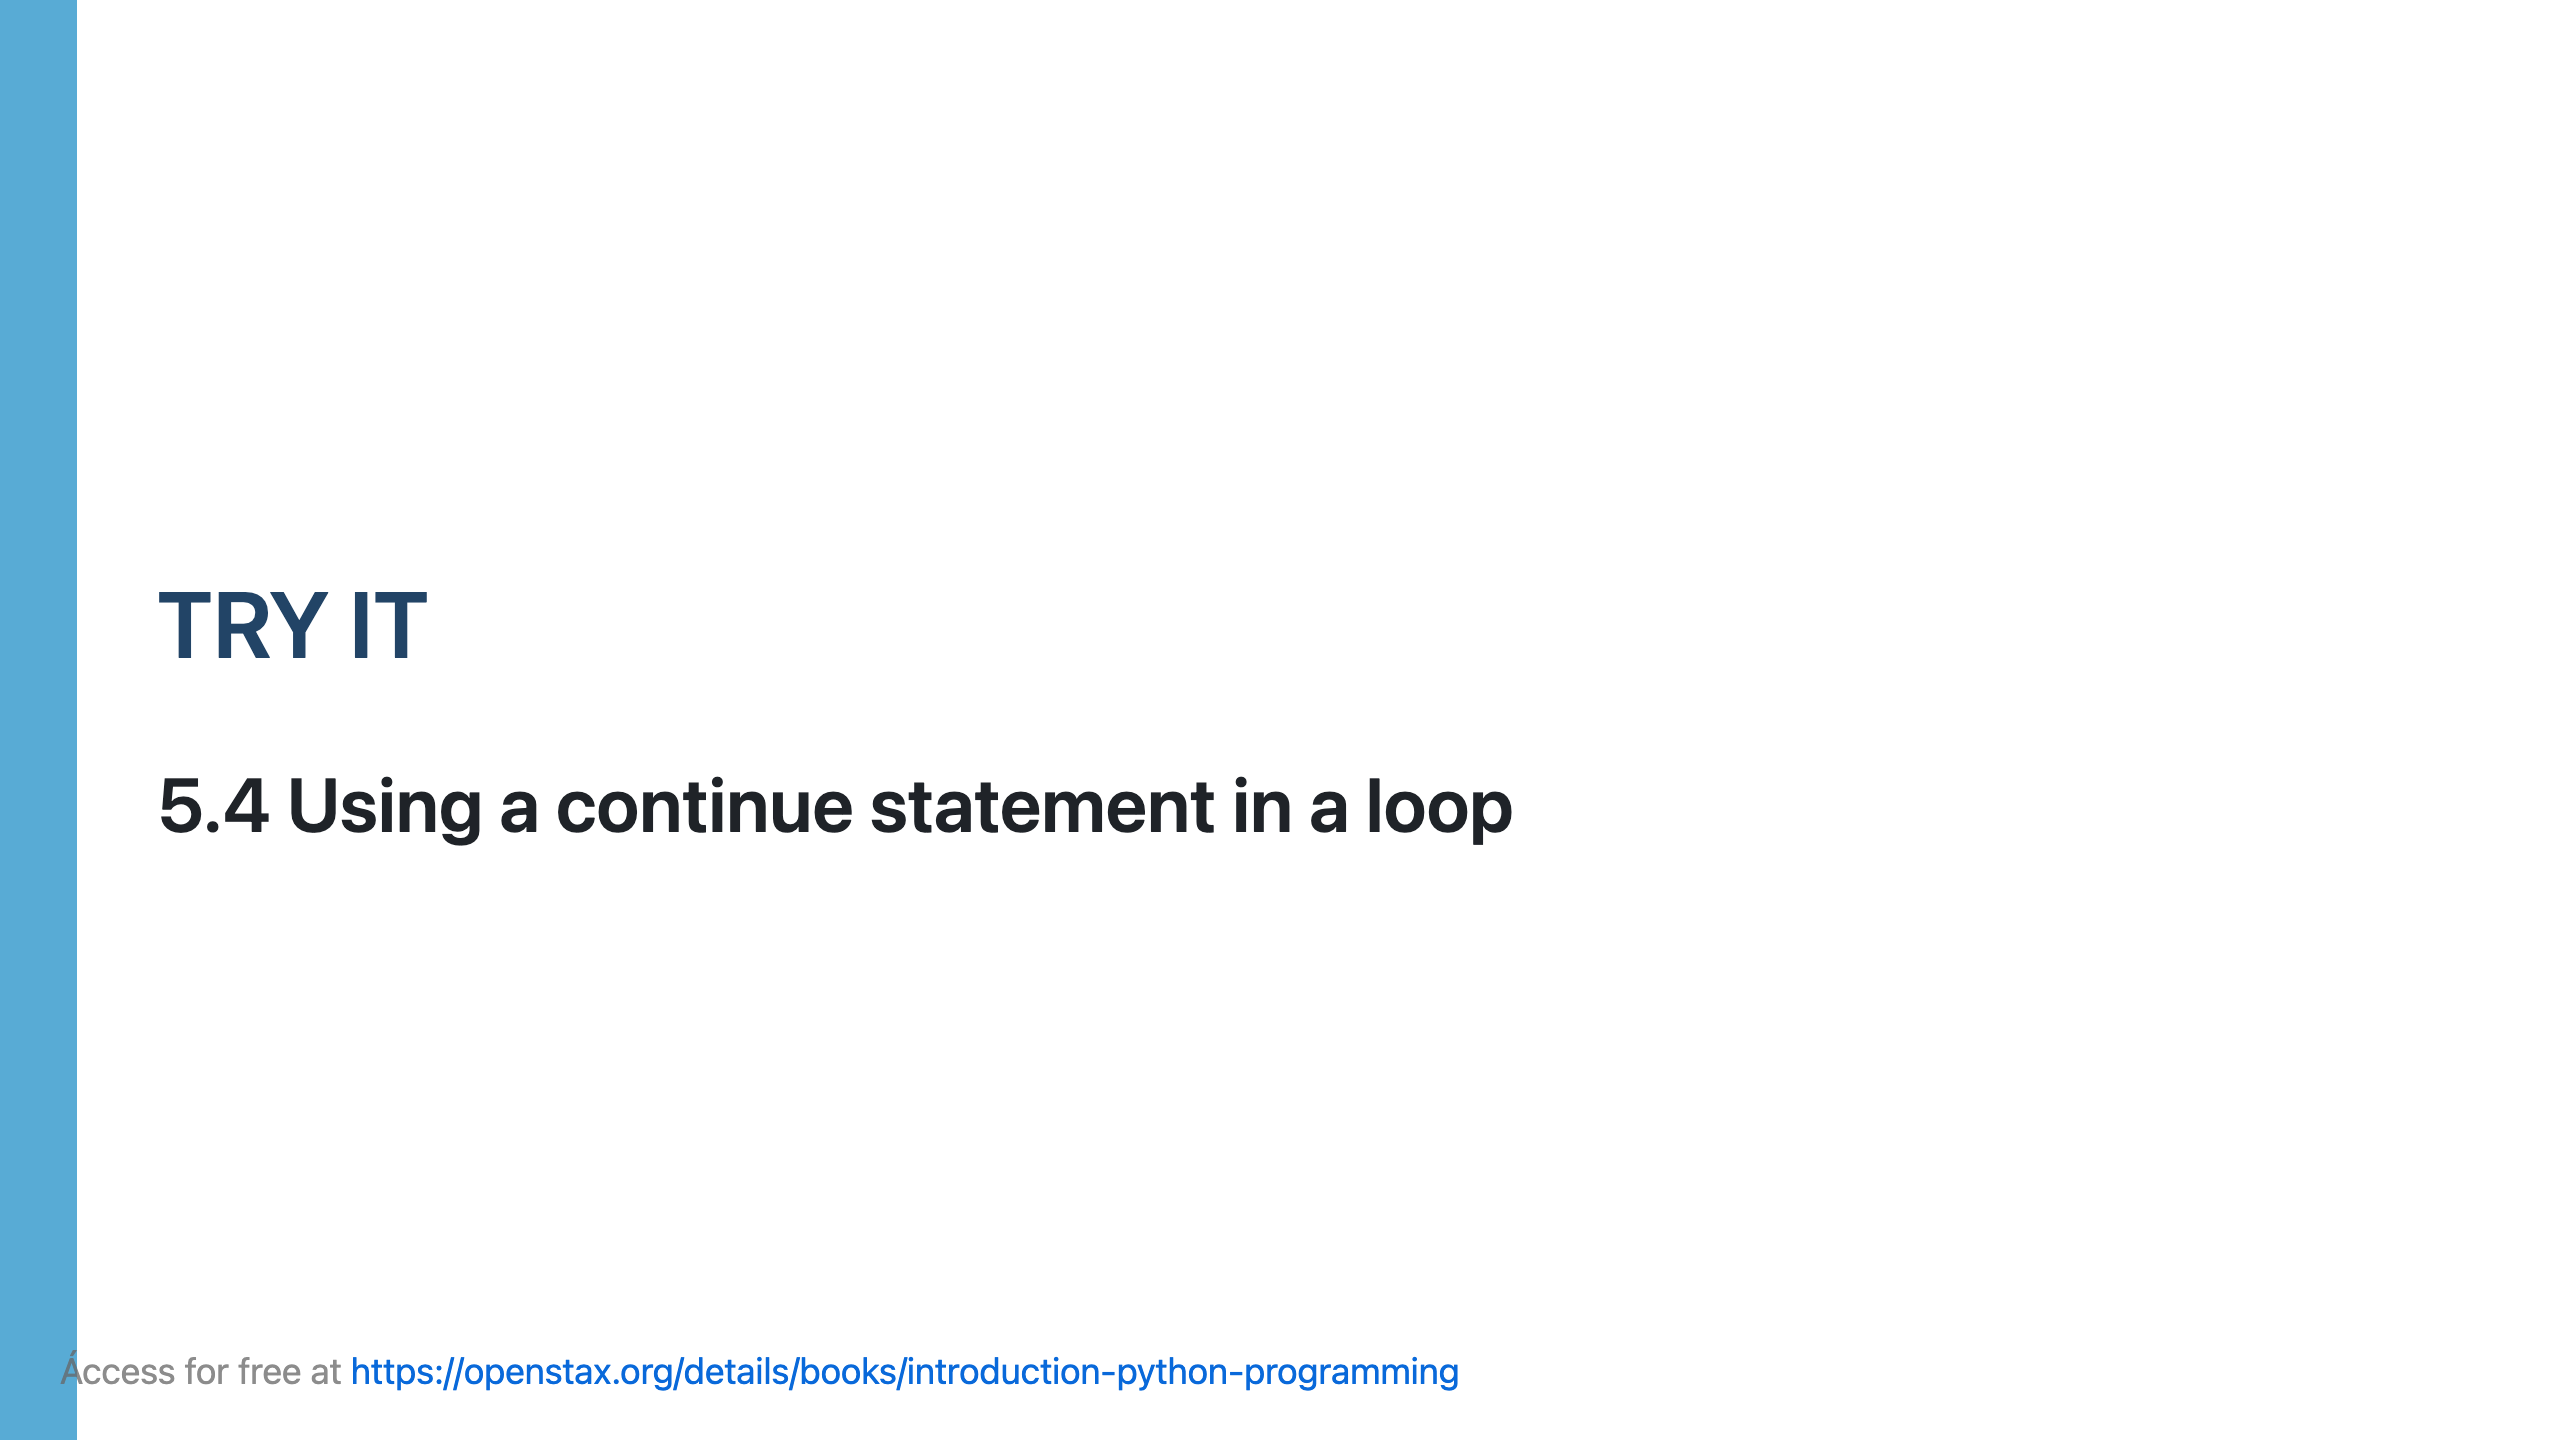 TRY IT
5.4 Using a continue statement in a loop
Áccess for free at https://openstax.org/details/books/introduction-python-programming